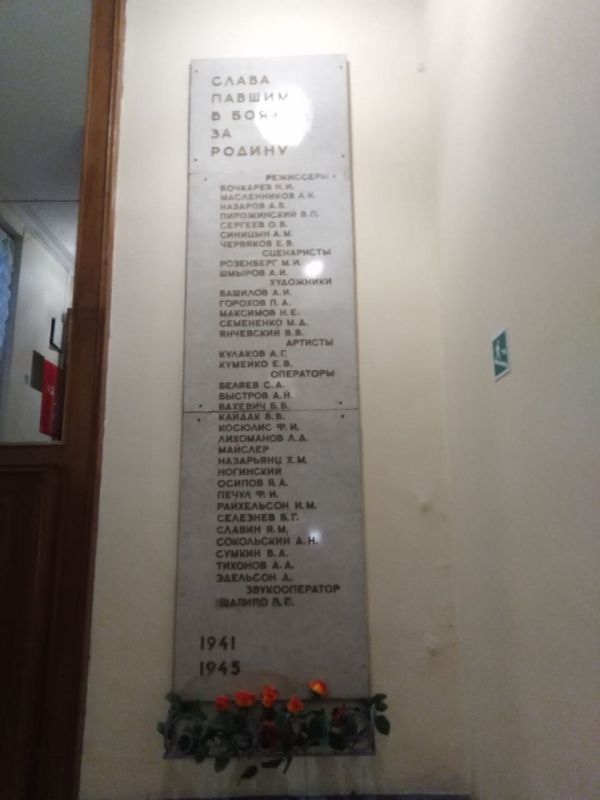 СЛАВА
ПАВШИМ
В БОЯХ
ЗА
РОДИНУ
РЕЖИССЕРЫ
БОЧКАРЕВ Н. И.
МАСЛЕННИКОВ А. К.
НАЗАРОВ А. В.
ПИРОЖИНСКИЙ В. П.
СЕРГЕЕВ О. В.
СИНИЦЫН А. М.
ЧЕРВЯКОВ Е. В.
СЦЕНАРИСТЫ
РОЗЕНБЕРГ М. И.
ШМЫРОВ А. И.
ХУДОЖНИКИ
БАШИЛОВ А. И.
ГОРОХОВ П. А.
МАКСИМОВ Н. Е.
СЕМЕНЕНКО М. Д.
ЯНЧЕВСКИЙ В. В.
АРТИСТЫ
КУЛАКОВ А. Г.
КУМЕЙКО Е. В.
ОПЕРАТОРЫ
БЕЛЯЕВ С. А.
БЫСТРОВ А. Н.
ВАХЕВИЧ Б. Б.
КАЙДАК В. В.
КОСЮЛИС Ф. И.
ЛИХОМАНОВ Л. Д.
МАЙСЛЕР
НАЗАРЬЯНЦ Х. М.
НОГИНСКИЙ
ОСИПОВ Я. А.
ПЕЧУЛ Ф. И.
РАЙХЕЛЬСОН И. М.
СЕЛЕЗНЕВ Б. Г.
СЛАВИН Я. М.
СОКОЛЬСКИЙ А. Н.
СУМКИН В. А.
ТИХОНОВ А. А.
ЭДЕЛЬСОН Д.
ЗВУКООПЕРАТОР
ШАПИРО Л. Г.
1941
1945